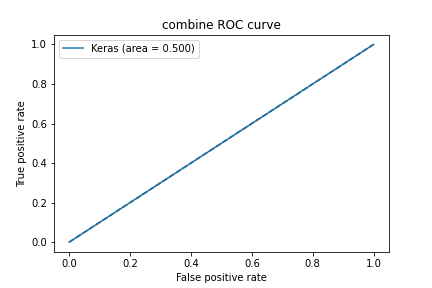 combine ROC curve
Keras (area = 0.500)
True positive rate
1.0
0.8
0.6
0.4
0.2
0.0
0.0 0.2 0.4 0.6 0.8 1.0
False positive rate